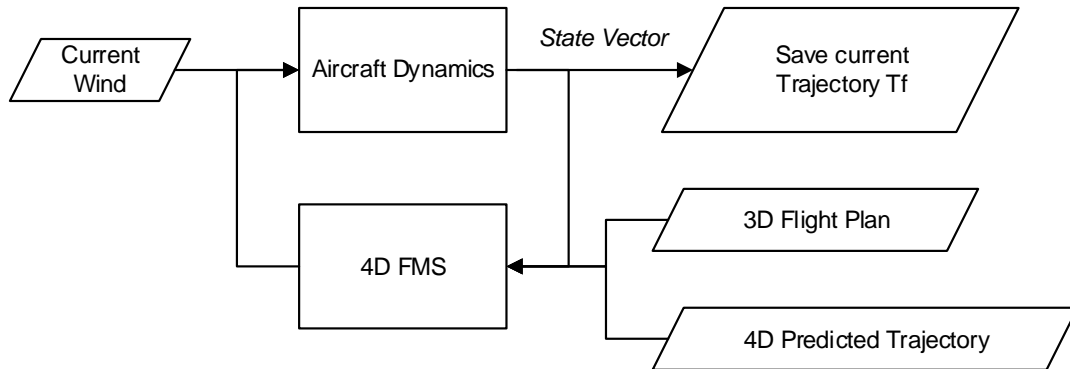 Current
Wind
Aircraft Dynamics
State Vector
Save current
Trajectory Tf
4D FMS
3D Flight Plan
4D Predicted Trajectory